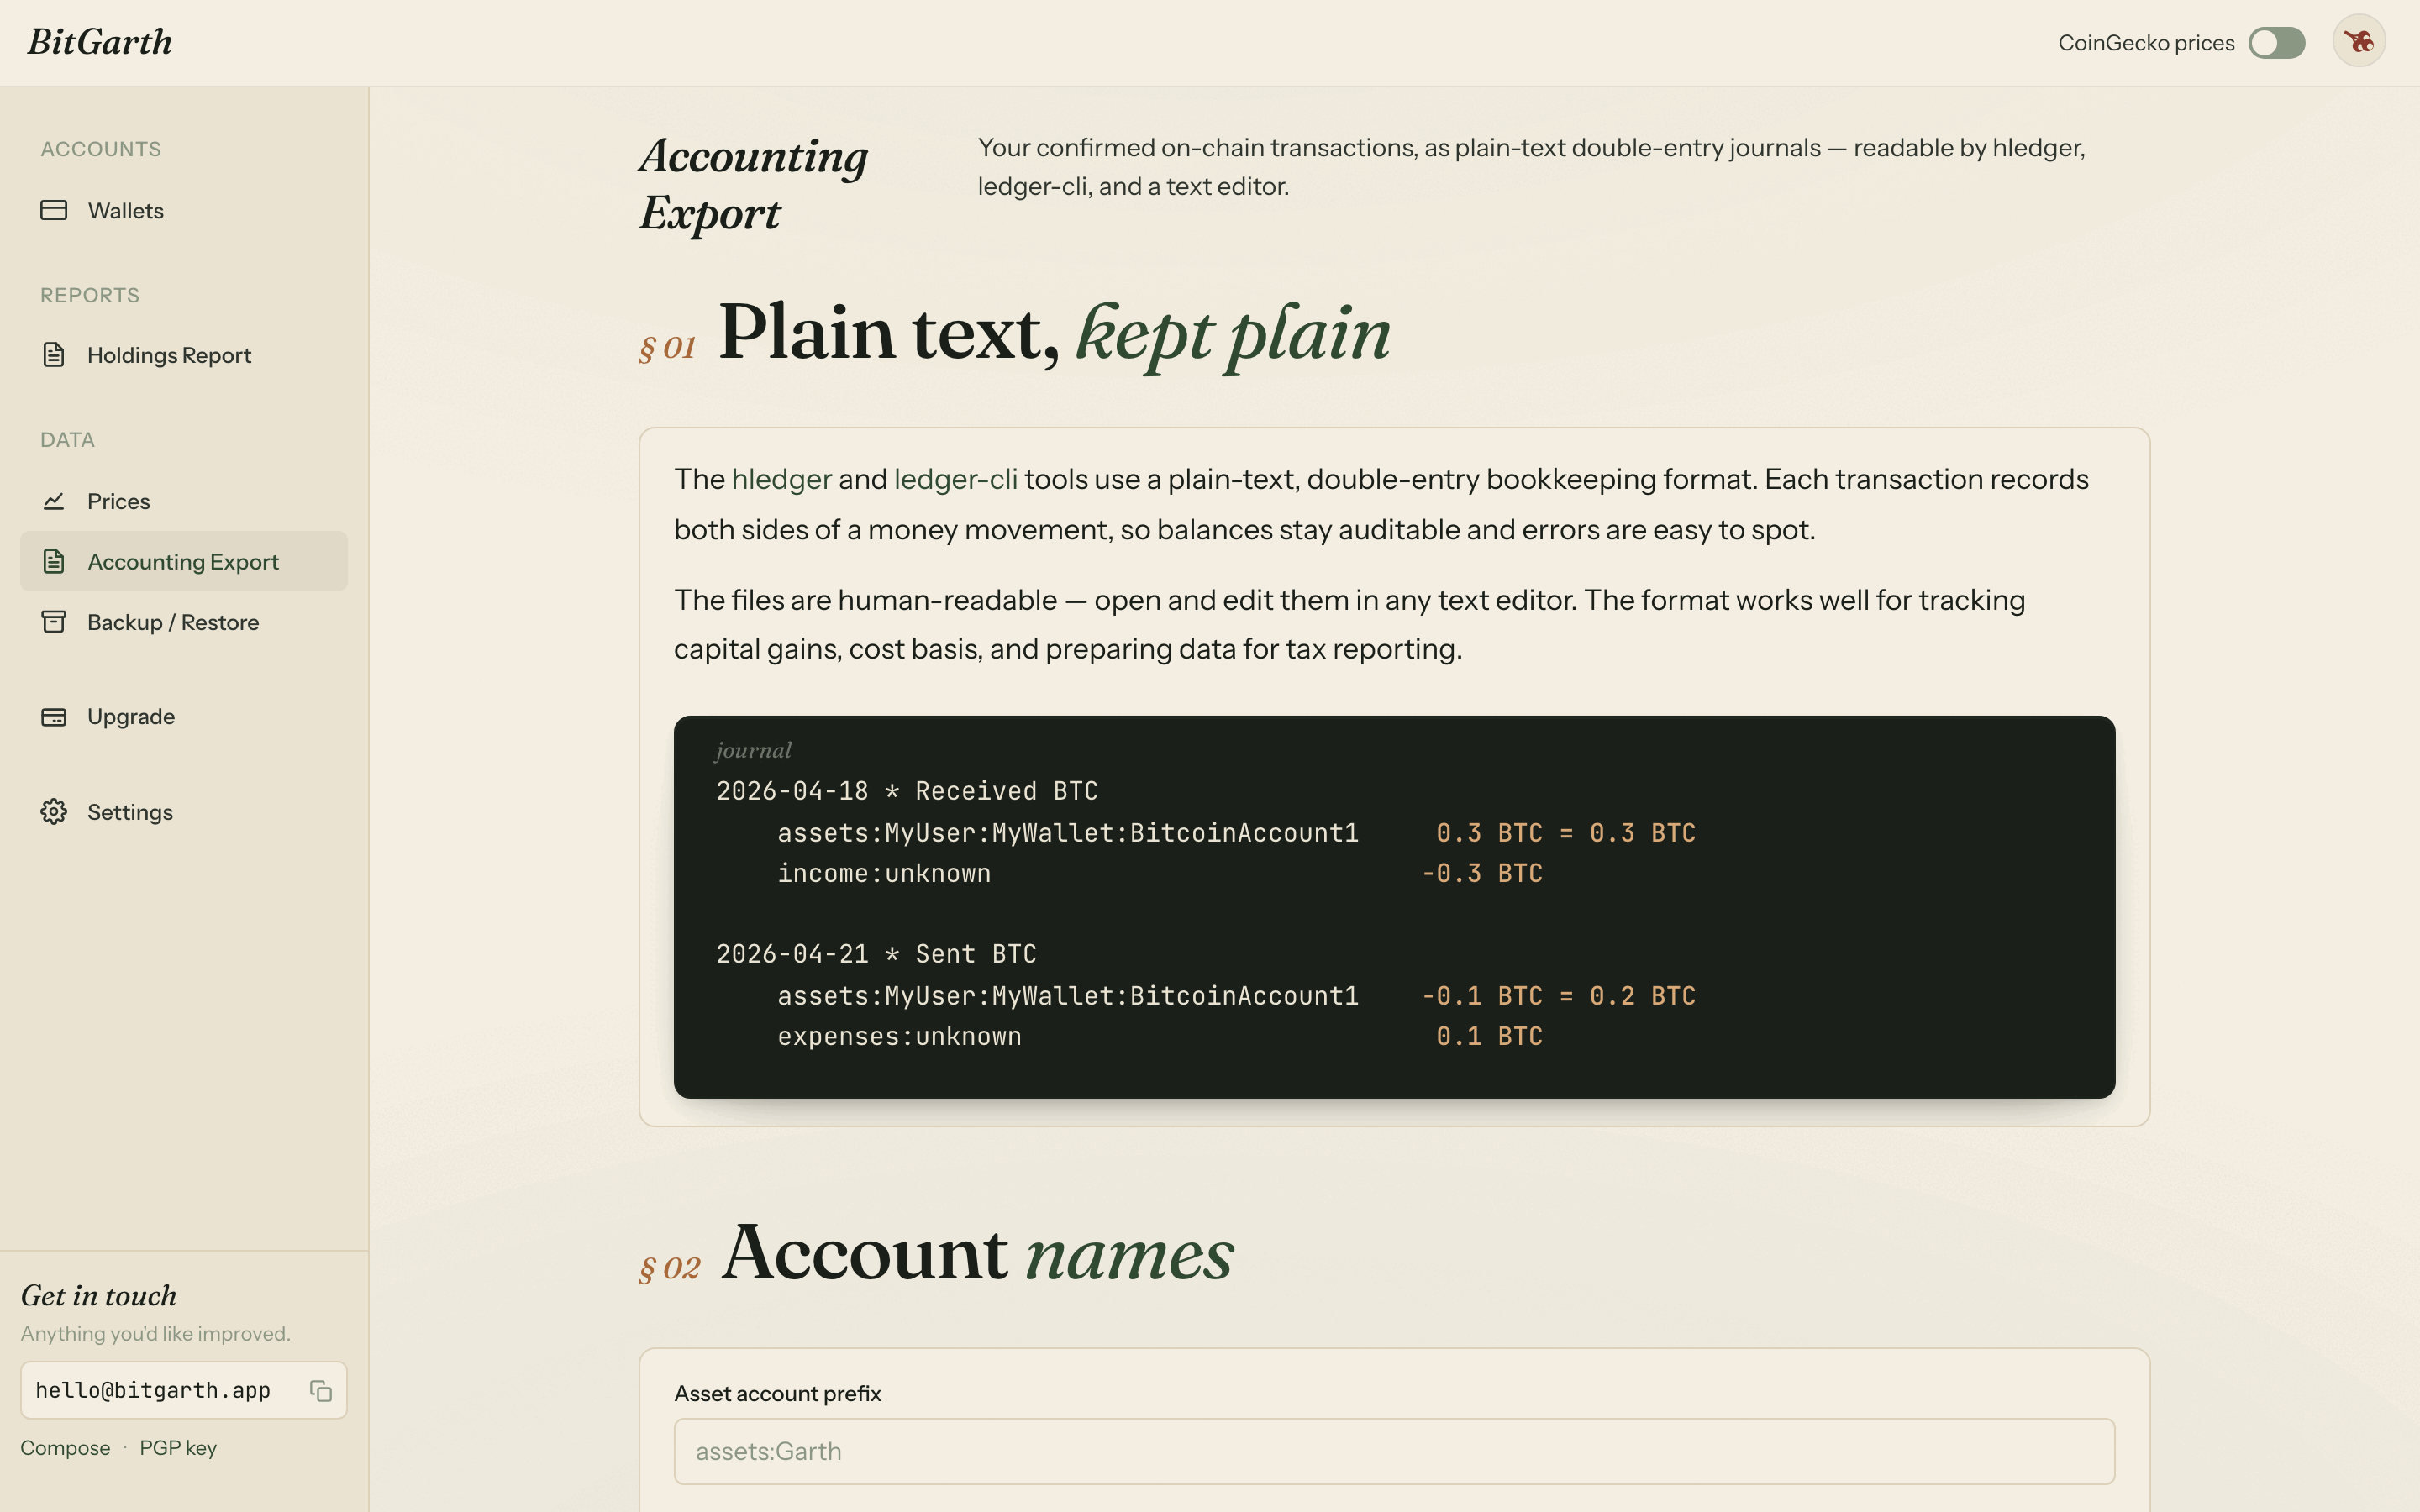 BitGarth
CoinGecko prices
ACCOUNTS
Wallets
REPORTS
Holdings Report
DATA
Prices
Accounting Export
Backup / Restore
Upgrade
Settings
Get in touch
Anything you'd like improved.
hello@bitgarth.app
Compose · PGP key
Accounting
Export
Your confirmed on-chain transactions, as plain-text double-entry journals — readable by hledger,
ledger-cli, and a text editor.
§ 01 Plain text, kept plain
The hledger and ledger-cli tools use a plain-text, double-entry bookkeeping format. Each transaction records
both sides of a money movement, so balances stay auditable and errors are easy to spot.
The files are human-readable — open and edit them in any text editor. The format works well for tracking
capital gains, cost basis, and preparing data for tax reporting.
journal
2026-04-18 * Received BTC
    assets:MyUser:MyWallet:BitcoinAccount1     0.3 BTC = 0.3 BTC
    income:unknown                            -0.3 BTC
2026-04-21 * Sent BTC
    assets:MyUser:MyWallet:BitcoinAccount1    -0.1 BTC = 0.2 BTC
    expenses:unknown                           0.1 BTC
§ 02 Account names
Asset account prefix
assets:Garth